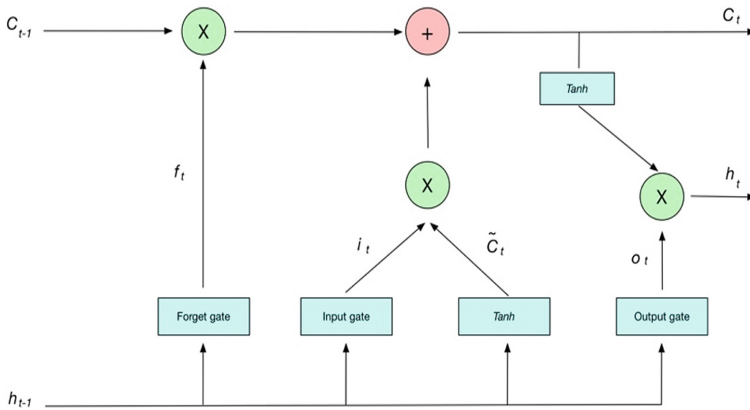 C t-1
X
+
C t
Tanh
f t
X
X
h t
i t
C̃ t
o t
Forget gate
Input gate
Tanh
Output gate
h t-1